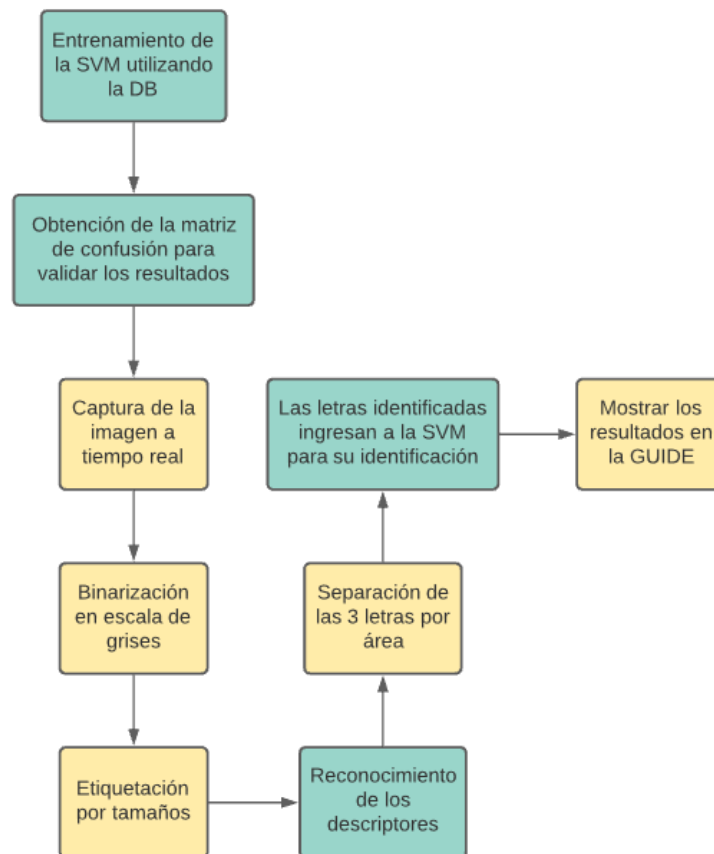 Entrenamiento de
la SVM utilizando
la DB
Obtención de la matriz
de confusión para
validar los resultados
Captura de la
imagen a
tiempo real
Binarización
en escala de
grises
Etiquetación
por tamaños
Reconocimiento
de los
descriptores
Separación de
las 3 letras por
área
Las letras identificadas
ingresan a la SVM
para su identificación
Mostrar los
resultados en
la GUIDE